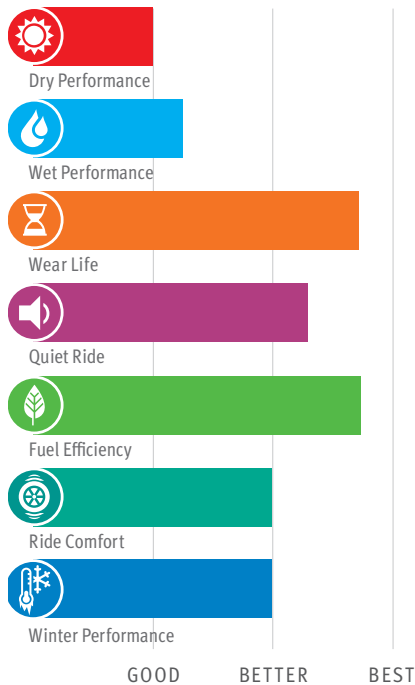 Dry Performance
Wet Performance
Wear Life
Quiet Ride
Fuel Efficiency
Ride Comfort
Winter Performance
GOOD BETTER BEST